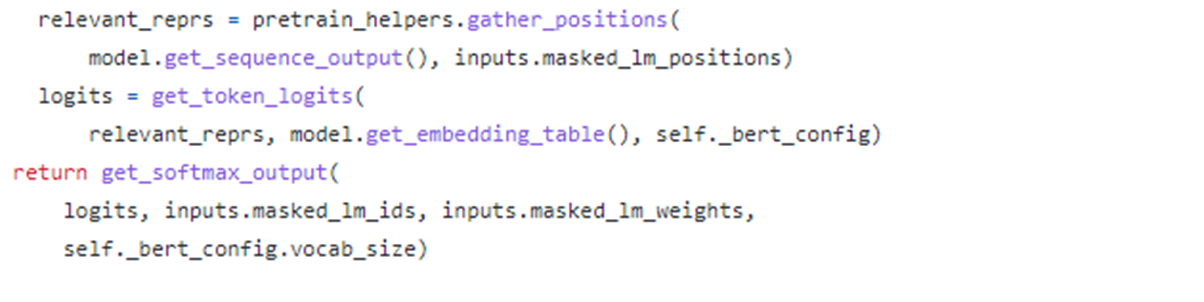 relevant_reprs = pretrain_helpers.gather_positions(
model.get_sequence_output(), inputs.masked_lm_positions)
logits = get_token_logits(
relevant_reprs, model.get_embedding_table(), self._bert_config)
return get_softmax_output(
logits, inputs.masked_lm_ids, inputs.masked_lm_weights,
self._bert_config.vocab_size)